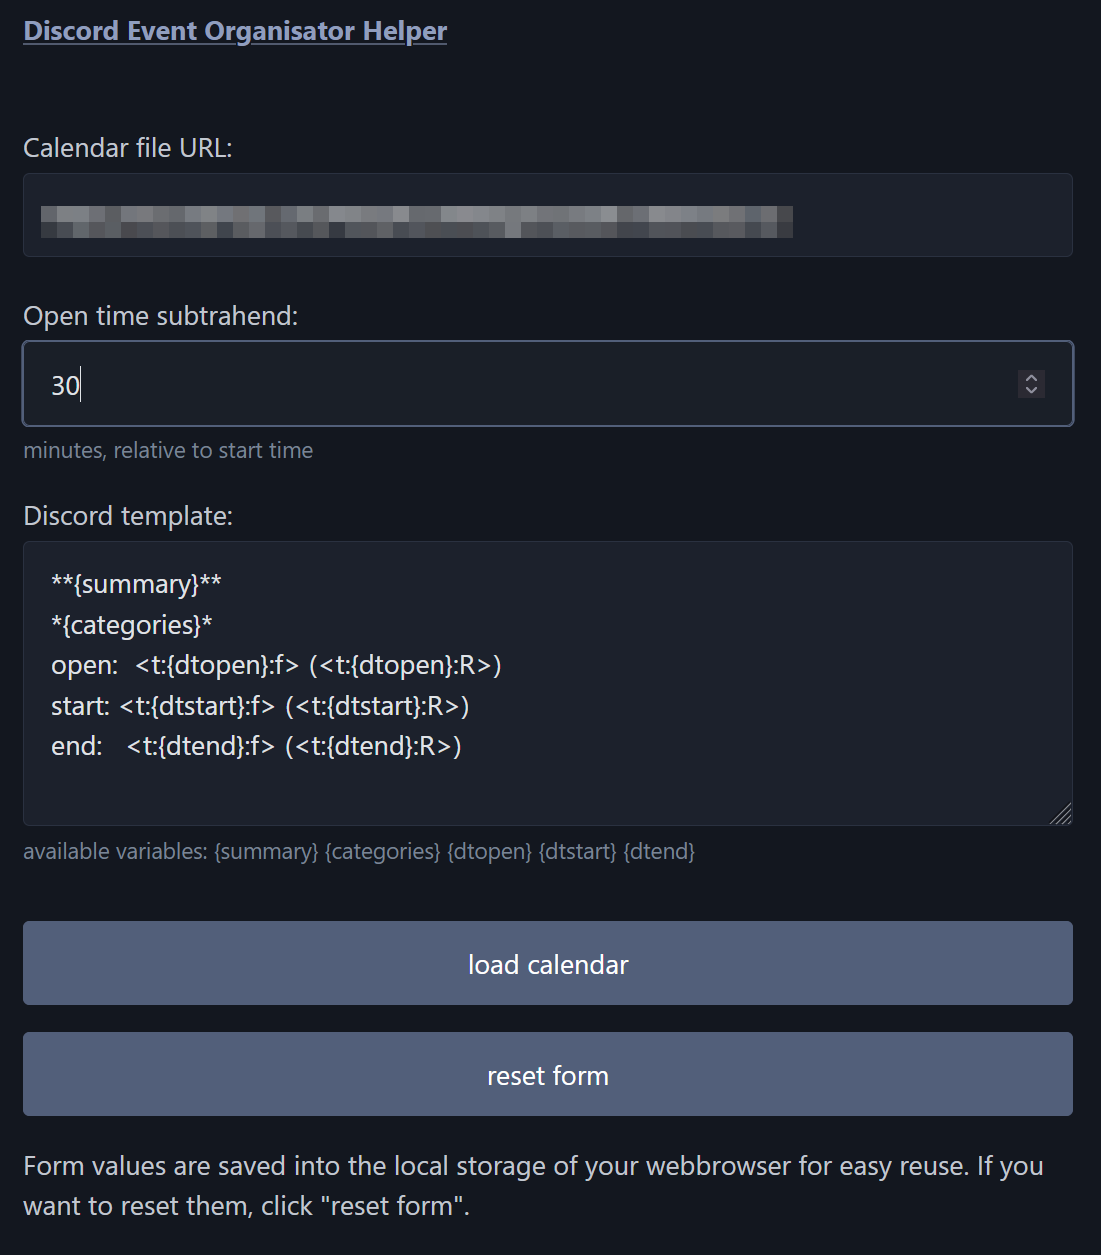 Discord Event Organisator Helper
Calendar file URL:
Open time subtrahend:
30
minutes, relative to start time
Discord template:
**{summary}**
*{categories}*
open:  <t:{dtopen}:f> (<t:{dtopen}:R>)
start: <t:{dtstart}:f> (<t:{dtstart}:R>)
end:   <t:{dtend}:f> (<t:{dtend}:R>)
available variables: {summary} {categories} {dtopen} {dtstart} {dtend}
load calendar
reset form
Form values are saved into the local storage of your webbrowser for easy reuse. If you
want to reset them, click "reset form".